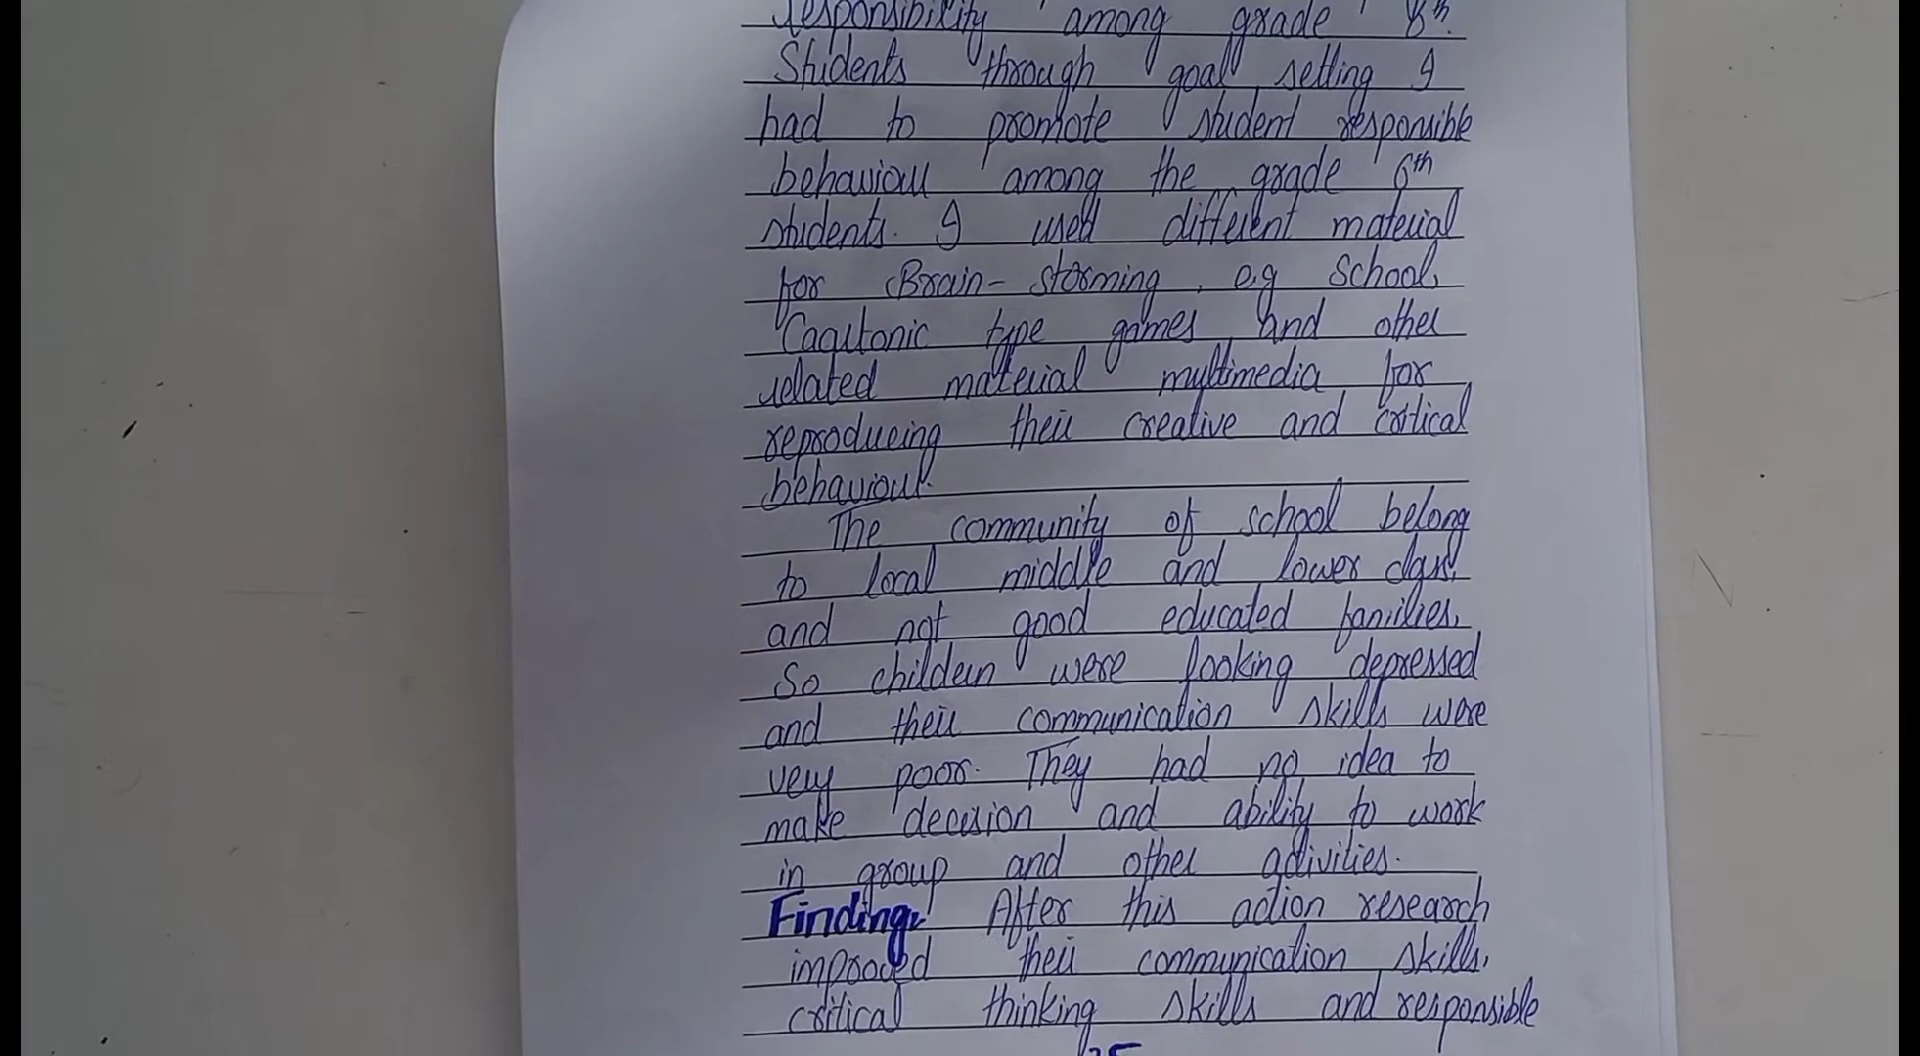 responsibility among grade 8th.
Students through goal setting I
had to promote student responsible
behaviour among the grade 6th
students. I used different material
for Brain-storming, e.g School,
type games, and other
related material multimedia for
reproducing their creative and critical
behaviour.
The community of school belong
to local middle and lower class
and not good educated families,
So childern were looking depressed
and their communication skills were
very poor. They had no idea to
make decision and ability to work
in group and other activities.
Finding: After this action research
improved their communication skills,
critical thinking skills and responsible